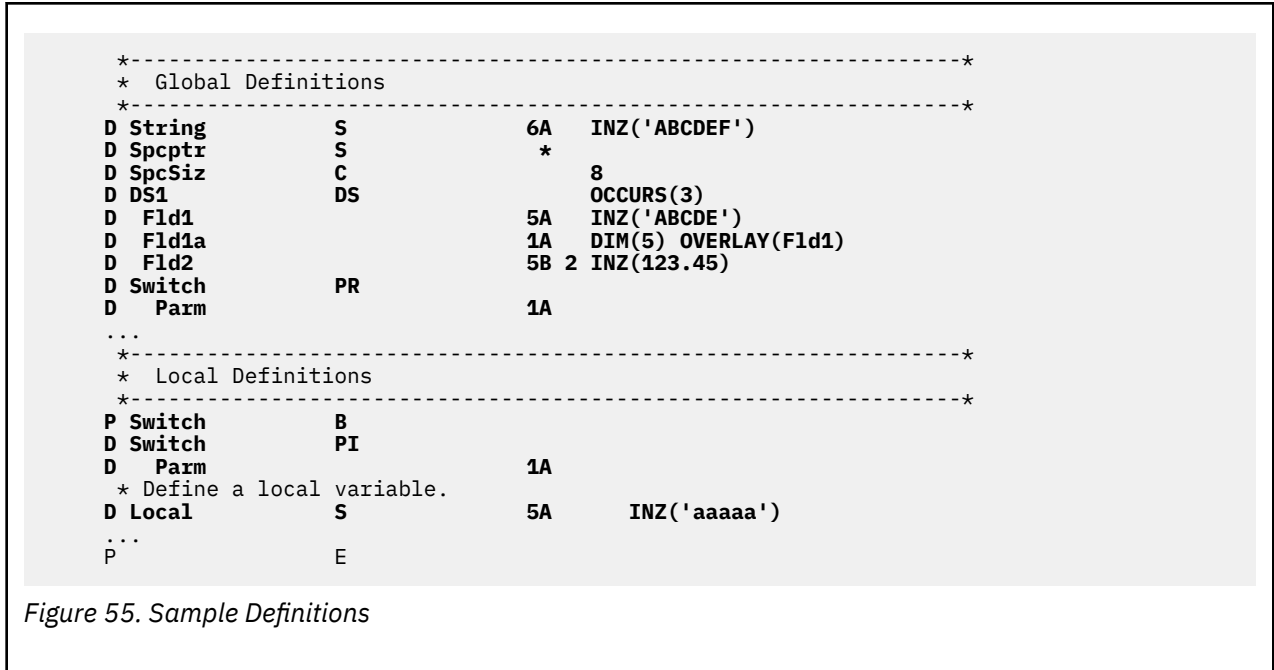 *-----------------------------------------------------------------*
 *  Global Definitions
 *-----------------------------------------------------------------*
D String          S              6A   INZ('ABCDEF')
D Spcptr          S               *
D SpcSiz          C                   8
D DS1             DS                  OCCURS(3)
D  Fld1                          5A   INZ('ABCDE')
D  Fld1a                         1A   DIM(5) OVERLAY(Fld1)
D  Fld2                          5B 2 INZ(123.45)
D Switch          PR
D   Parm                         1A
...
 *-----------------------------------------------------------------*
 *  Local Definitions
 *-----------------------------------------------------------------*
P Switch          B
D Switch          PI
D   Parm                         1A
 * Define a local variable.
D Local           S              5A      INZ('aaaaa')
...
P                 E
Figure 55. Sample Definitions